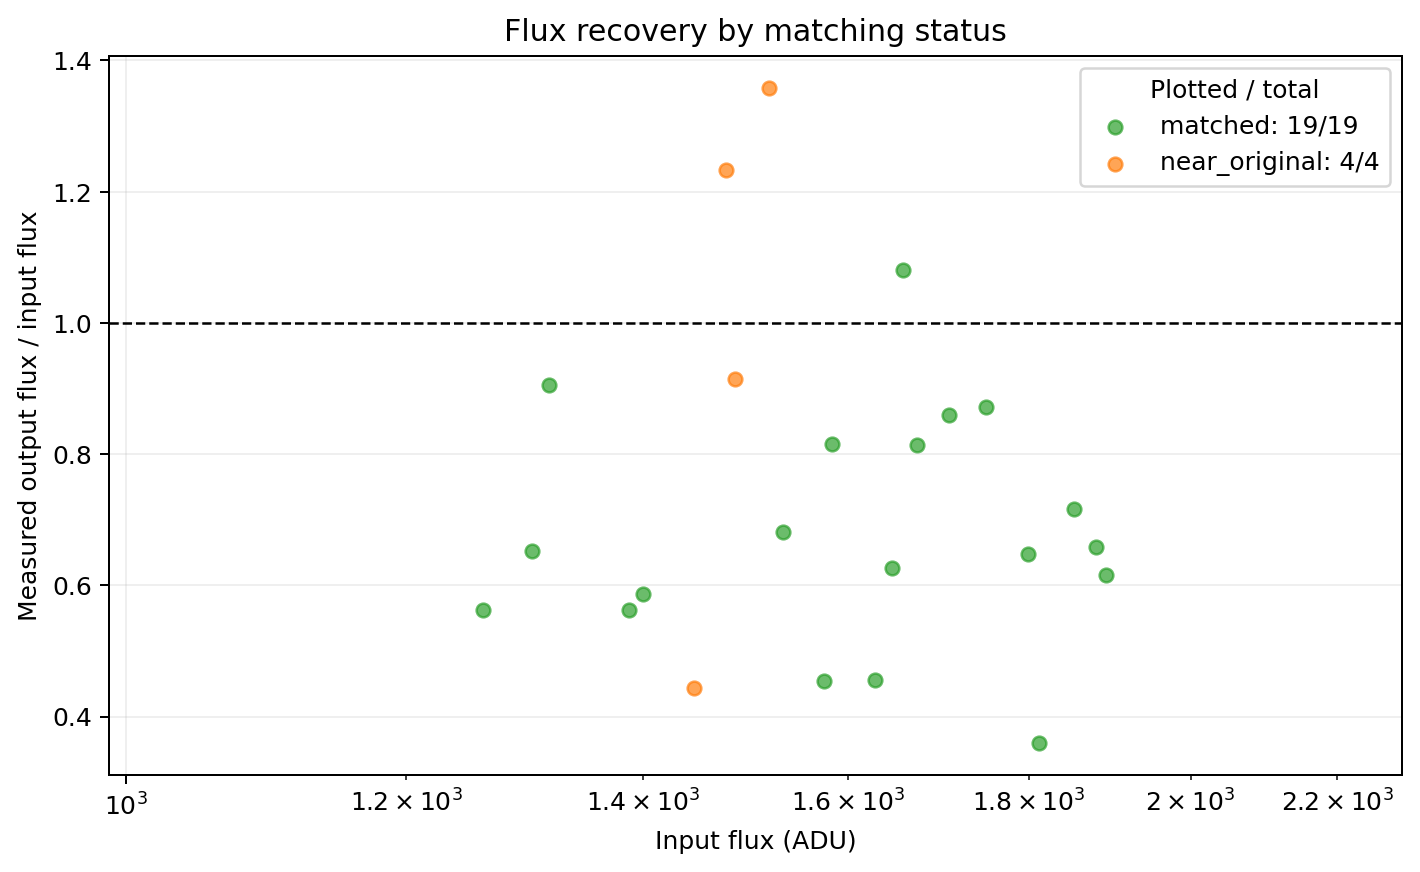 Flux recovery by matching status
Plotted / total
matched: 19/19
near_original: 4/4
Measured output flux / input flux
1.4
1.2
1.0
0.8
0.6
0.4
10³
1.2 × 10³
1.4 × 10³
1.6 × 10³
1.8 × 10³
2 × 10³
2.2 × 10³
Input flux (ADU)